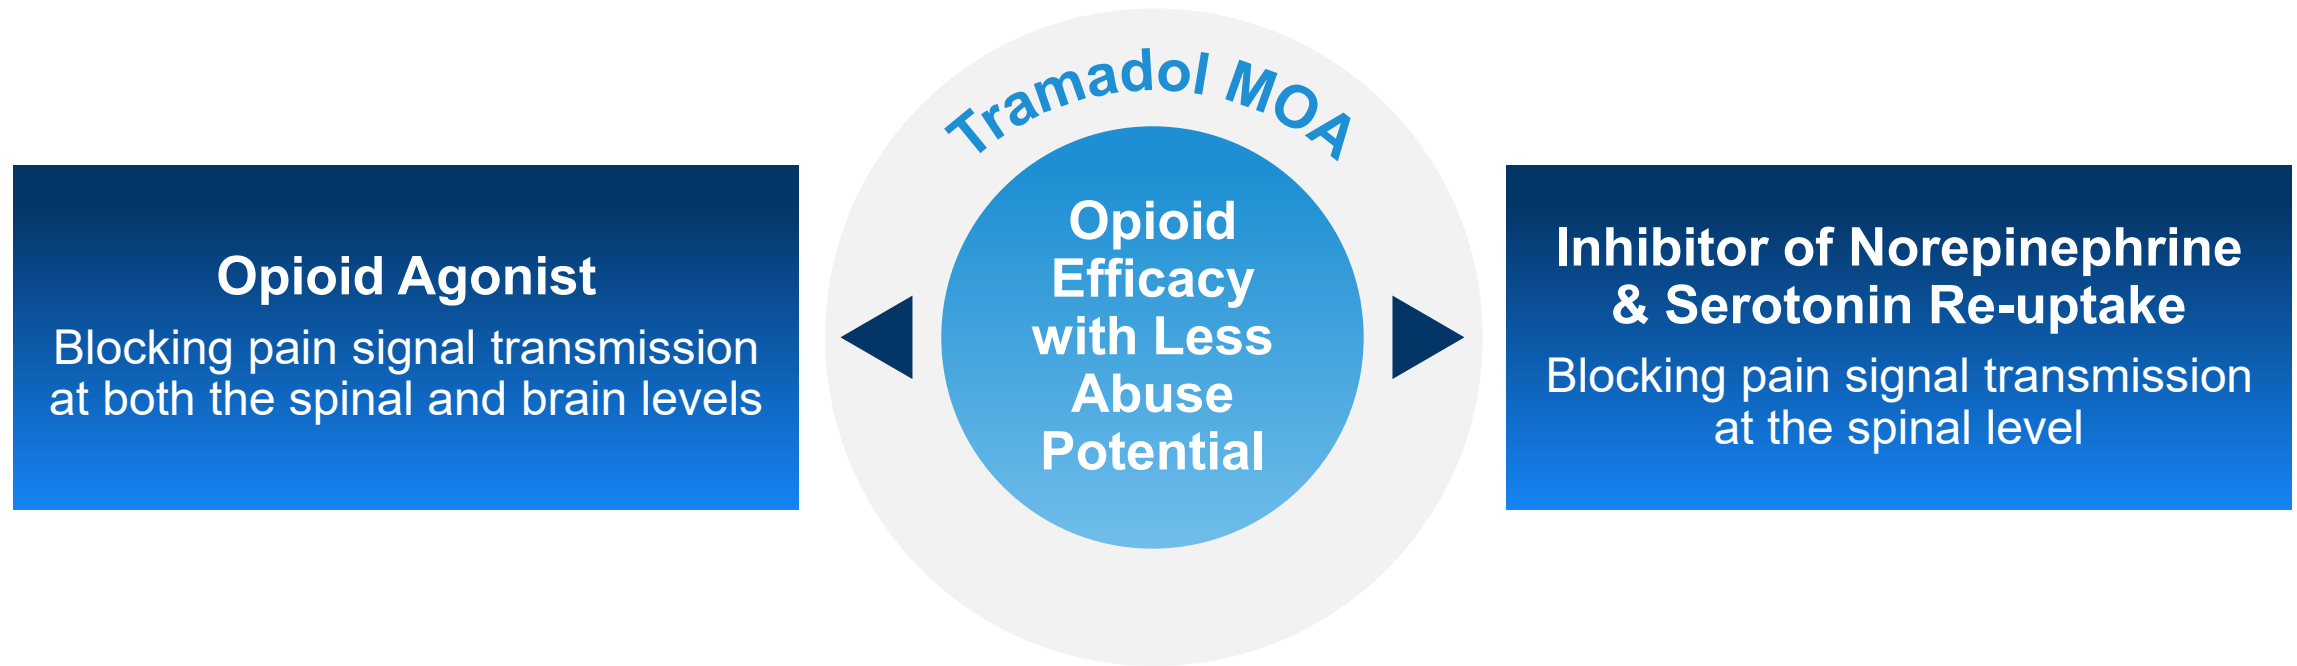 Tramadol MOA
Opioid Agonist
Blocking pain signal transmission
at both the spinal and brain levels
Opioid
Efficacy
with Less
Abuse
Potential
Inhibitor of Norepinephrine
& Serotonin Re-uptake
Blocking pain signal transmission
at the spinal level